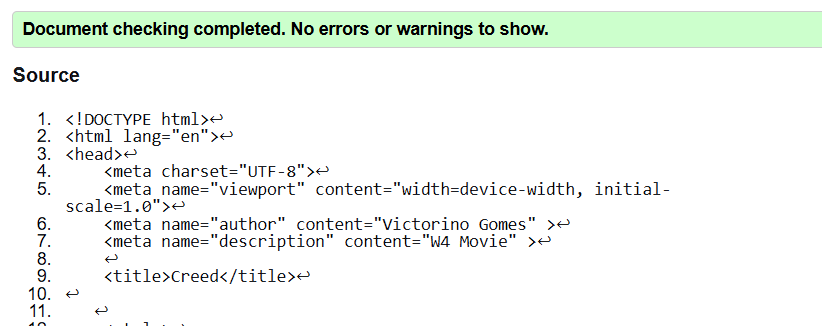 Document checking completed. No errors or warnings to show.
Source
1. <!DOCTYPE html>↩
2. <html lang="en">↩
3. <head>↩
4. <meta charset="UTF-8">↩
5. <meta name="viewport" content="width=device-width, initial-
scale=1.0">↩
6. <meta name="author" content="Victorino Gomes" >↩
7. <meta name="description" content="W4 Movie" >↩
8. ↩
9. <title>Creed</title>↩
10. ↩
11. ↩